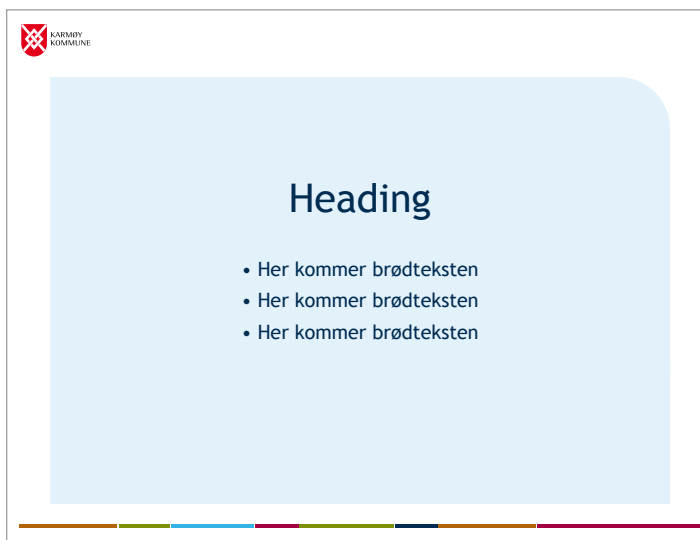 KARMØY
KOMMUNE
Heading
• Her kommer brødteksten
• Her kommer brødteksten
• Her kommer brødteksten